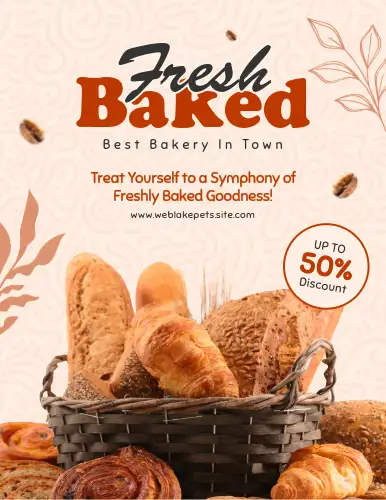 Fresh
Baked
Best Bakery In Town
Treat Yourself to a Symphony of
Freshly Baked Goodness!
www.weblakepets.site.com
UP TO
50%
Discount